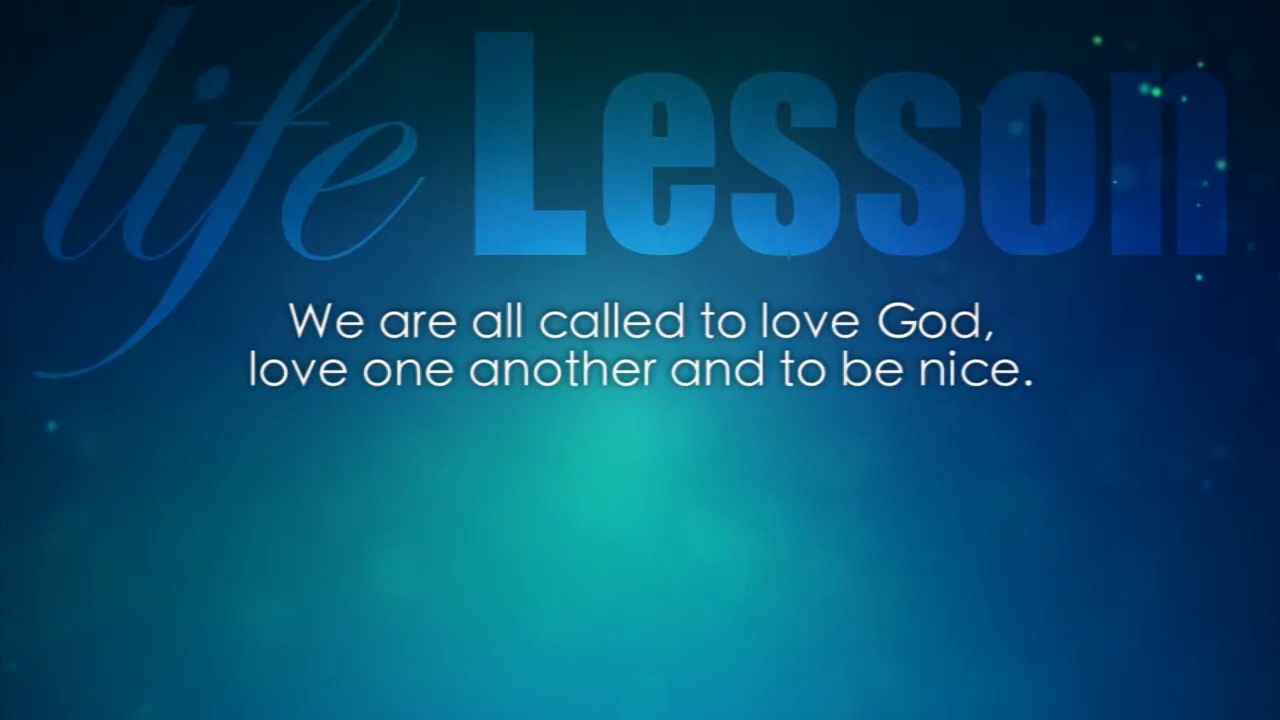 life Lesson
We are all called to love God,
love one another and to be nice.